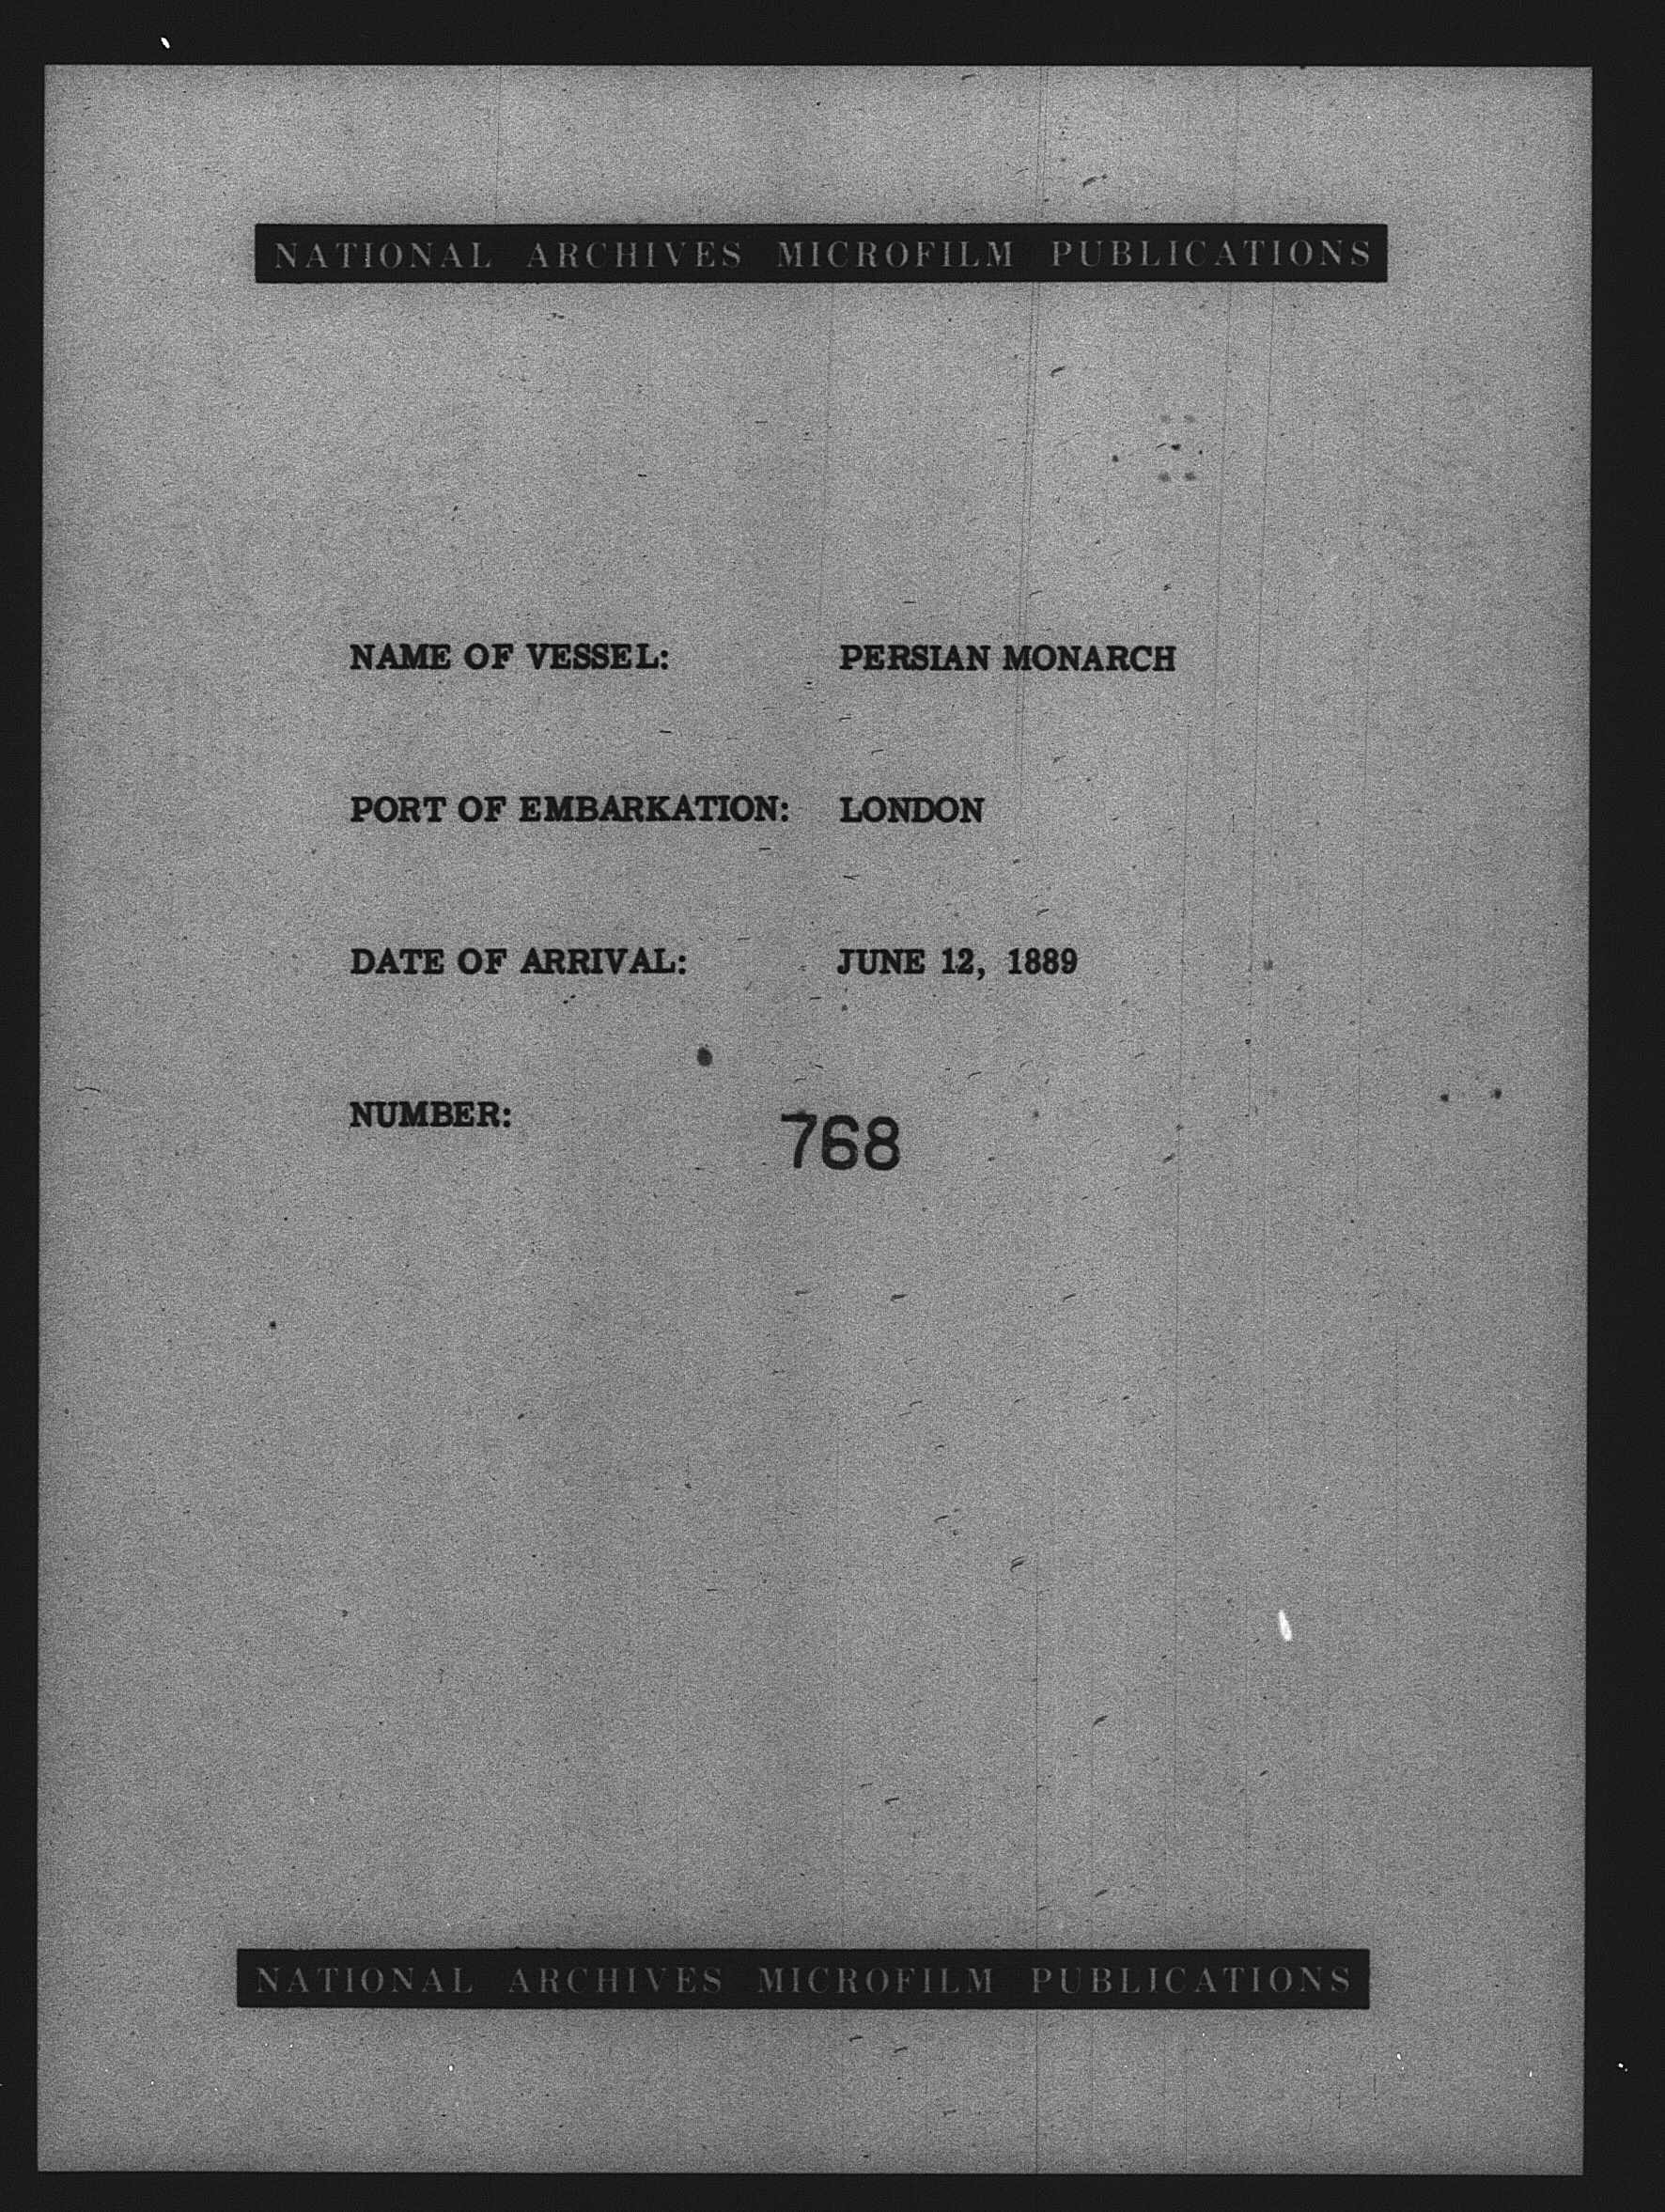 NATIONAL ARCHIVES MICROFILM PUBLICATIONS
NAME OF VESSEL: PERSIAN MONARCH
PORT OF EMBARKATION: LONDON
DATE OF ARRIVAL: JUNE 12, 1889
NUMBER: 768
NATIONAL ARCHIVES MICROFILM PUBLICATIONS